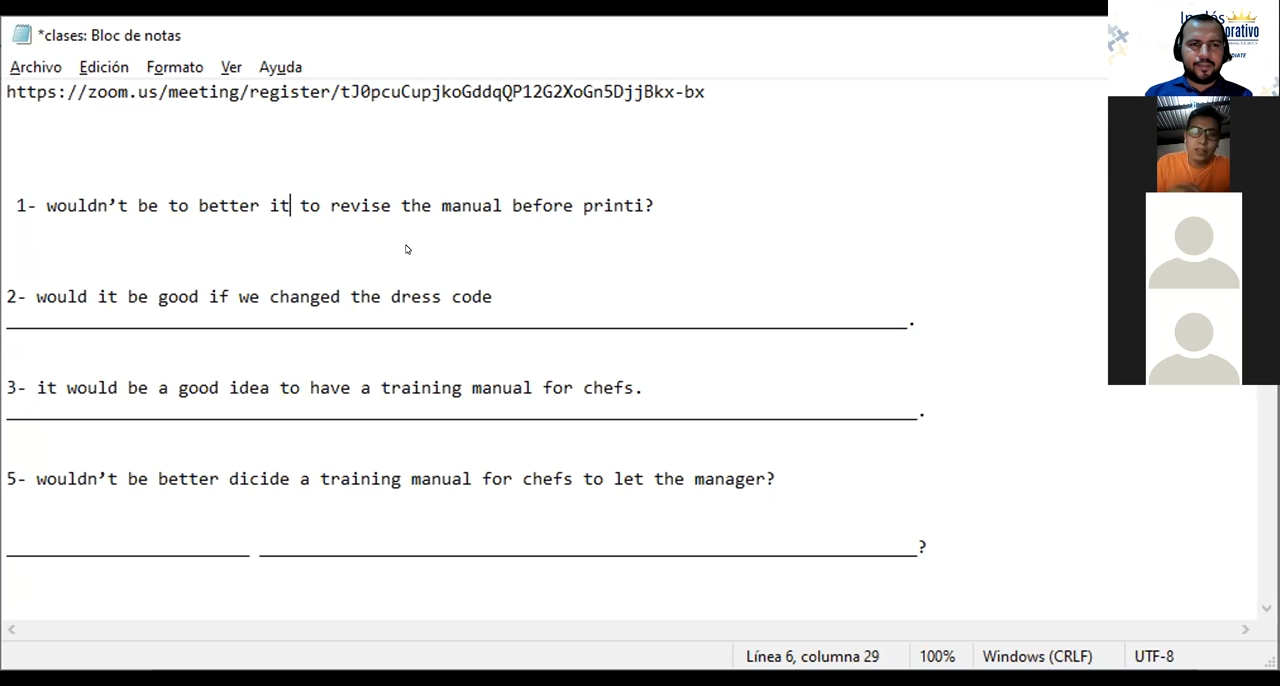 *clases: Bloc de notas
Archivo Edición Formato Ver Ayuda
https://zoom.us/meeting/register/tJ0pcuCupjkoGddqQP12G2XoGn5DjjBkx-bx
1- wouldn’t be to better it to revise the manual before printi?
2- would it be good if we changed the dress code
.
3- it would be a good idea to have a training manual for chefs.
.
5- wouldn’t be better dicide a training manual for chefs to let the manager?
?
Línea 6, columna 29 100% Windows (CRLF) UTF-8